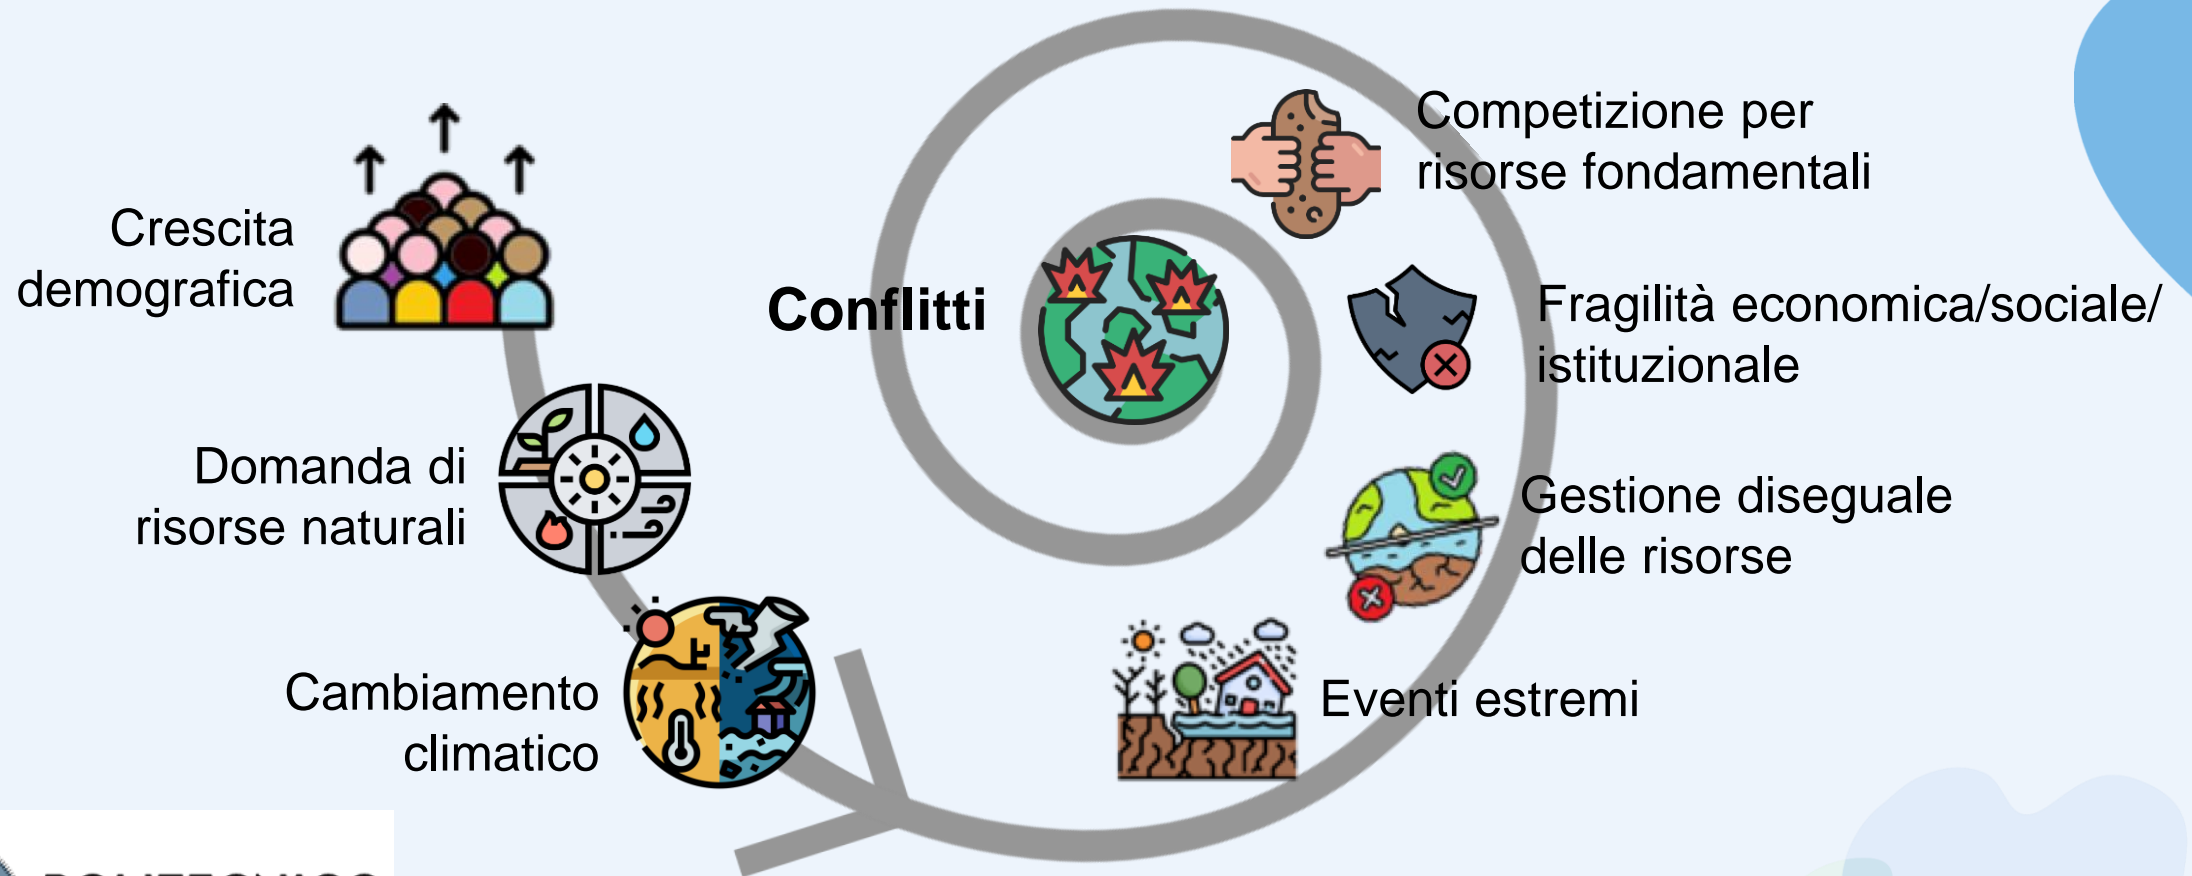 Crescita
demografica
Domanda di
risorse naturali
Cambiamento
climatico
Conflitti
Competizione per
risorse fondamentali
Fragilità economica/sociale/
istituzionale
Gestione diseguale
delle risorse
Eventi estremi